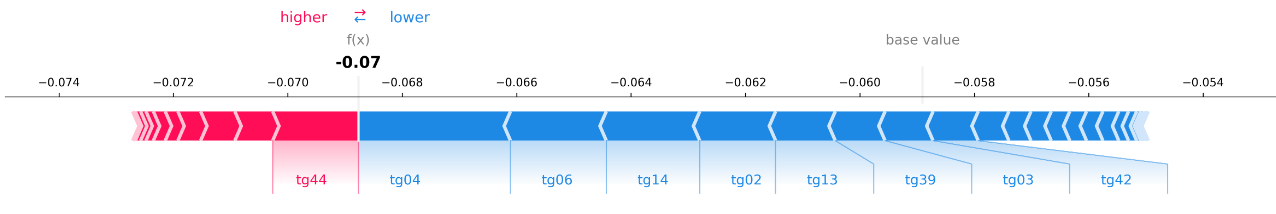 higher ⇄ lower
f(x) base value
-0.07
−0.074 −0.072 −0.070 −0.068 −0.066 −0.064 −0.062 −0.060 −0.058 −0.056 −0.054
tg44 tg04 tg06 tg14 tg02 tg13 tg39 tg03 tg42